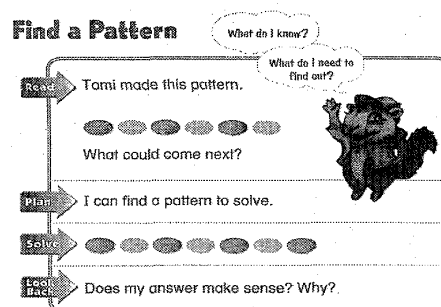 Find a Pattern
What do I know?
What do I need to
find out?
Read
Tomi made this pattern.
What could come next?
Plan
I can find a pattern to solve.
Solve
Look
Back
Does my answer make sense? Why?